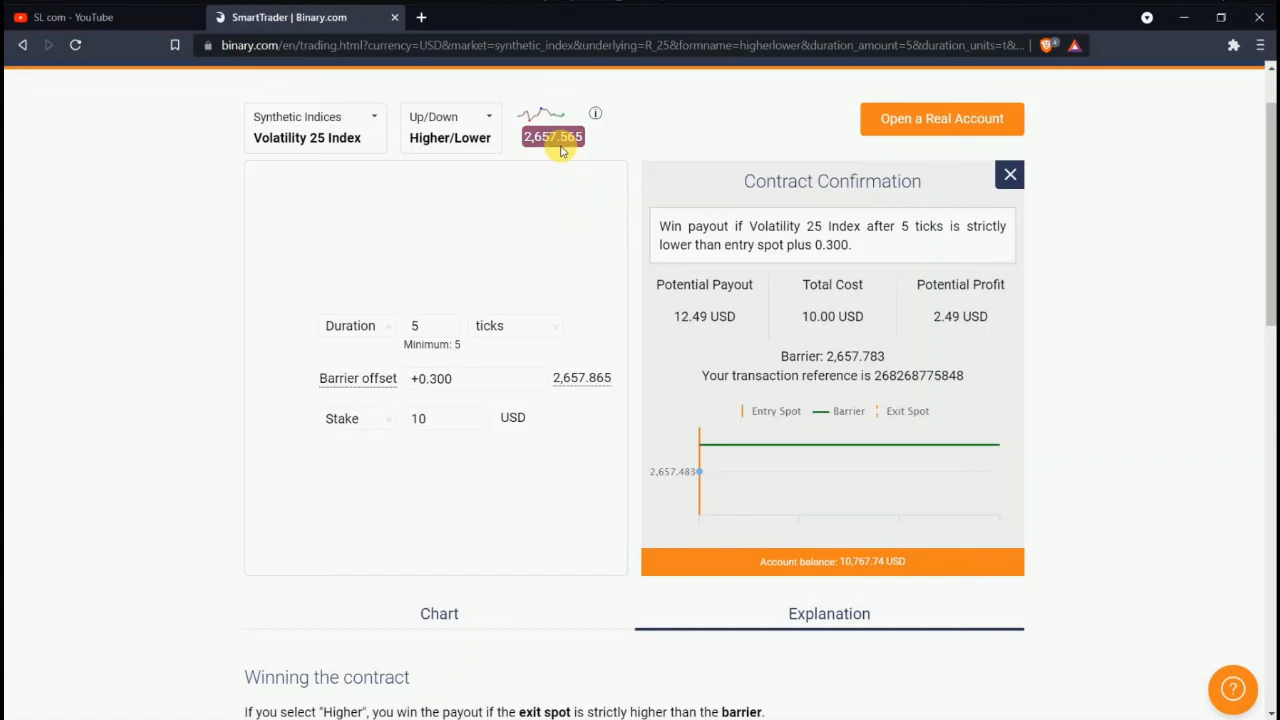 SL com - YouTube
SmartTrader | Binary.com
binary.com/en/trading.html?currency=USD&market=synthetic_index&underlying=R_25&formname=higherlower&duration_amount=5&duration_units=t&...
4
Synthetic Indices
Volatility 25 Index
Up/Down
Higher/Lower
2,657.565
Open a Real Account
Contract Confirmation
Win payout if Volatility 25 Index after 5 ticks is strictly
lower than entry spot plus 0.300.
Potential Payout
Total Cost
Potential Profit
12.49 USD
10.00 USD
2.49 USD
Duration
5
ticks
Minimum: 5
Barrier offset
+0.300
2,657.865
Stake
10
USD
Barrier: 2,657.783
Your transaction reference is 268268775848
Entry Spot
Barrier
Exit Spot
2,657.483
Account balance: 10,767.74 USD
Chart
Explanation
Winning the contract
If you select "Higher", you win the payout if the exit spot is strictly higher than the barrier.